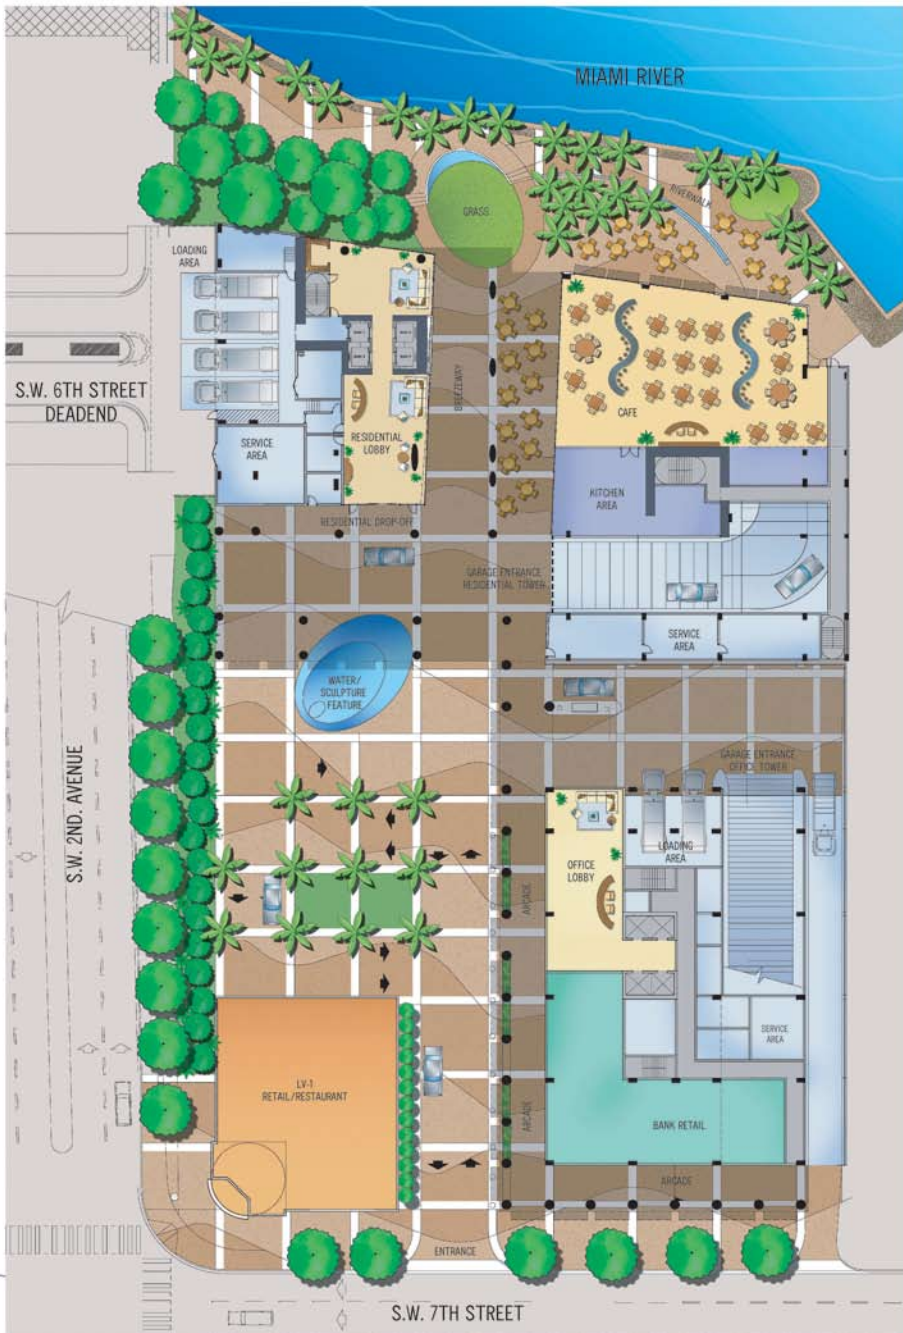 MIAMI RIVER
RIVERWALK
GRASS
LOADING
AREA
S.W. 6TH STREET
DEADEND
BREEZEWAY
CAFE
RESIDENTIAL
LOBBY
SERVICE
AREA
KITCHEN
AREA
RESIDENTIAL DROP-OFF
GARAGE ENTRANCE
RESIDENTIAL TOWER
SERVICE
AREA
WATER/
SCULPTURE
FEATURE
S.W. 2ND. AVENUE
GARAGE ENTRANCE
OFFICE TOWER
LOADING
AREA
OFFICE
LOBBY
ARCADE
SERVICE
AREA
LV-1
RETAIL/RESTAURANT
ARCADE
BANK RETAIL
ARCADE
ENTRANCE
S.W. 7TH STREET